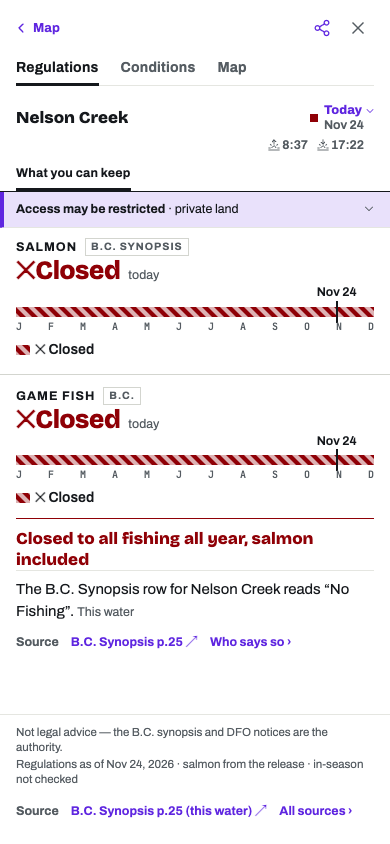 Map
Regulations Conditions Map
Nelson Creek
Today
Nov 24
8:37 17:22
What you can keep
Access may be restricted · private land
SALMON B.C. SYNOPSIS
Closed today
Nov 24
J F M A M J J A S O N D
Closed
GAME FISH B.C.
Closed today
Nov 24
J F M A M J J A S O N D
Closed
Closed to all fishing all year, salmon
included
The B.C. Synopsis row for Nelson Creek reads “No
Fishing”. This water
Source B.C. Synopsis p.25 ↗ Who says so ›
Not legal advice — the B.C. synopsis and DFO notices are the
authority.
Regulations as of Nov 24, 2026 · salmon from the release · in-season
not checked
Source B.C. Synopsis p.25 (this water) ↗ All sources ›